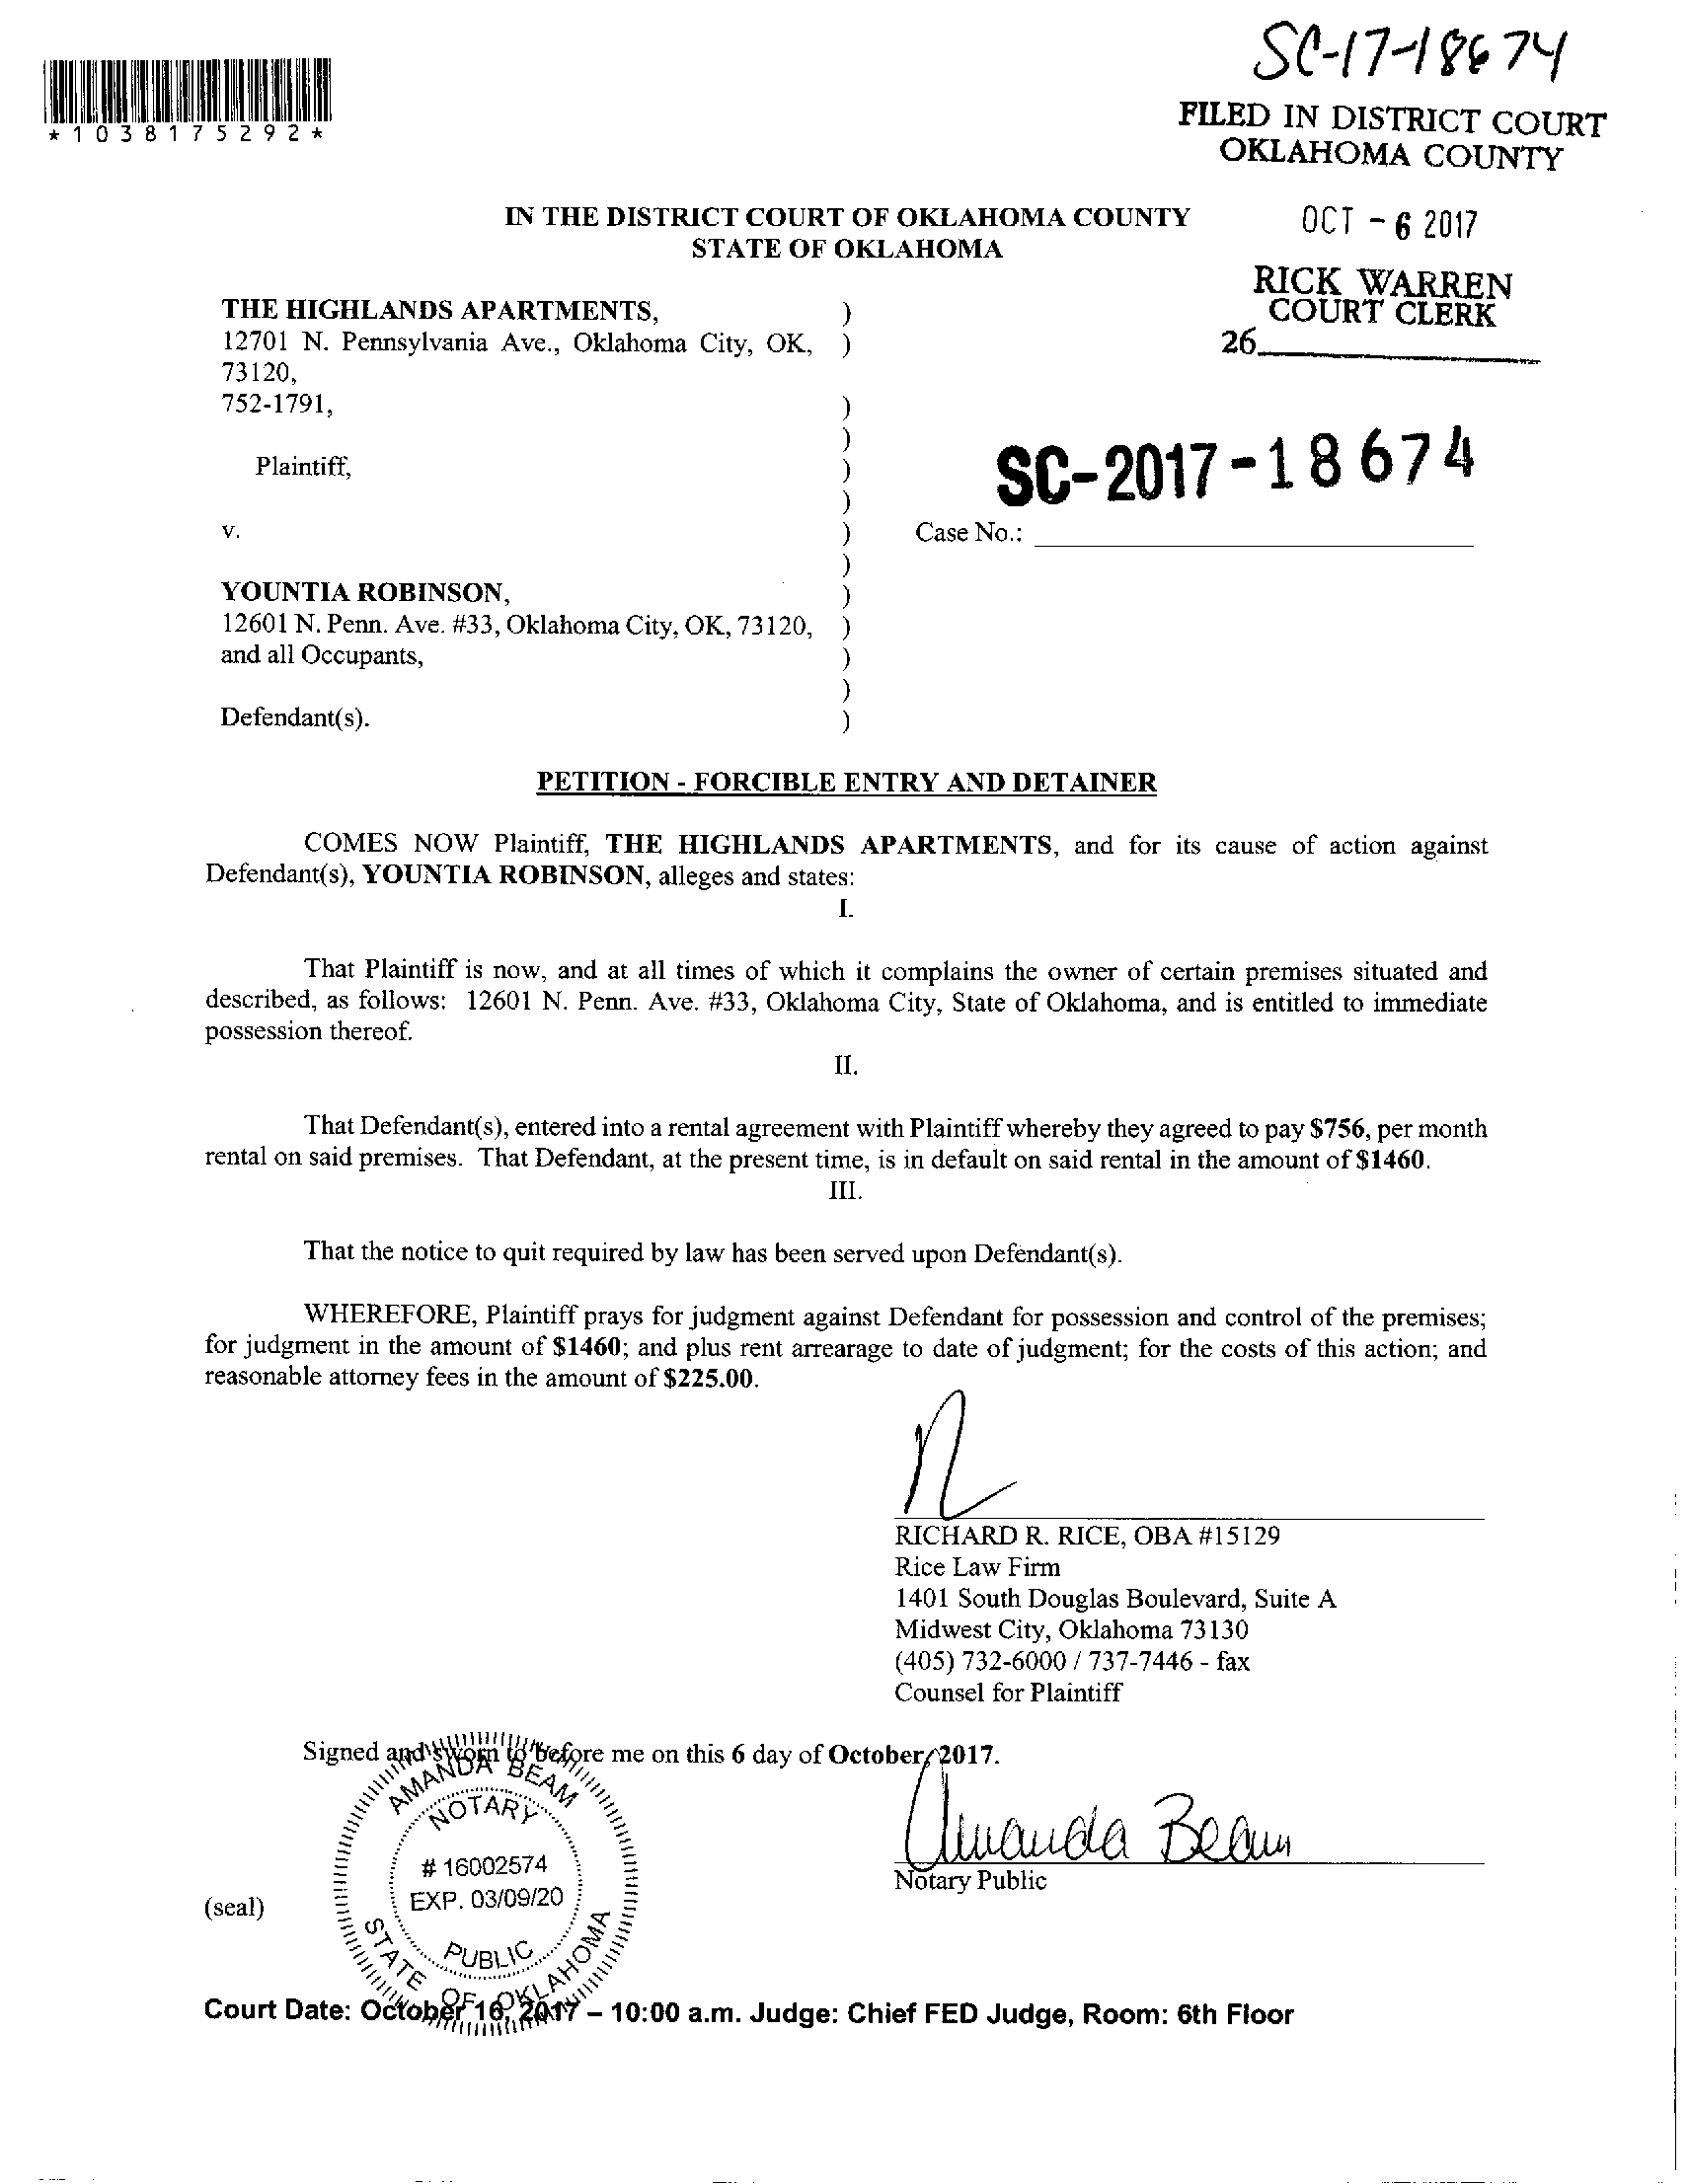 SC-17-18674
*1038175292*
FILED IN DISTRICT COURT
OKLAHOMA COUNTY
OCT - 6 2017
RICK WARREN
COURT CLERK
26
IN THE DISTRICT COURT OF OKLAHOMA COUNTY
STATE OF OKLAHOMA
THE HIGHLANDS APARTMENTS, )
12701 N. Pennsylvania Ave., Oklahoma City, OK, )
73120,
752-1791, )
)
Plaintiff, )
)
SC-2017-18674
v. ) Case No.:
)
YOUNTIA ROBINSON, )
12601 N. Penn. Ave. #33, Oklahoma City, OK, 73120, )
and all Occupants, )
)
Defendant(s). )
PETITION - FORCIBLE ENTRY AND DETAINER
COMES NOW Plaintiff, THE HIGHLANDS APARTMENTS, and for its cause of action against
Defendant(s), YOUNTIA ROBINSON, alleges and states:
I.
That Plaintiff is now, and at all times of which it complains the owner of certain premises situated and
described, as follows: 12601 N. Penn. Ave. #33, Oklahoma City, State of Oklahoma, and is entitled to immediate
possession thereof.
II.
That Defendant(s), entered into a rental agreement with Plaintiff whereby they agreed to pay $756, per month
rental on said premises. That Defendant, at the present time, is in default on said rental in the amount of $1460.
III.
That the notice to quit required by law has been served upon Defendant(s).
WHEREFORE, Plaintiff prays for judgment against Defendant for possession and control of the premises;
for judgment in the amount of $1460; and plus rent arrearage to date of judgment; for the costs of this action; and
reasonable attorney fees in the amount of $225.00.
RICHARD R. RICE, OBA #15129
Rice Law Firm
1401 South Douglas Boulevard, Suite A
Midwest City, Oklahoma 73130
(405) 732-6000 / 737-7446 - fax
Counsel for Plaintiff
Signed and sworn to before me on this 6 day of October, 2017.
Amanda Beam
Notary Public
(seal)
AMANDA BEAM
NOTARY
# 16002574
EXP. 03/09/20
PUBLIC
STATE OF OKLAHOMA
Court Date: October 16, 2017 – 10:00 a.m. Judge: Chief FED Judge, Room: 6th Floor